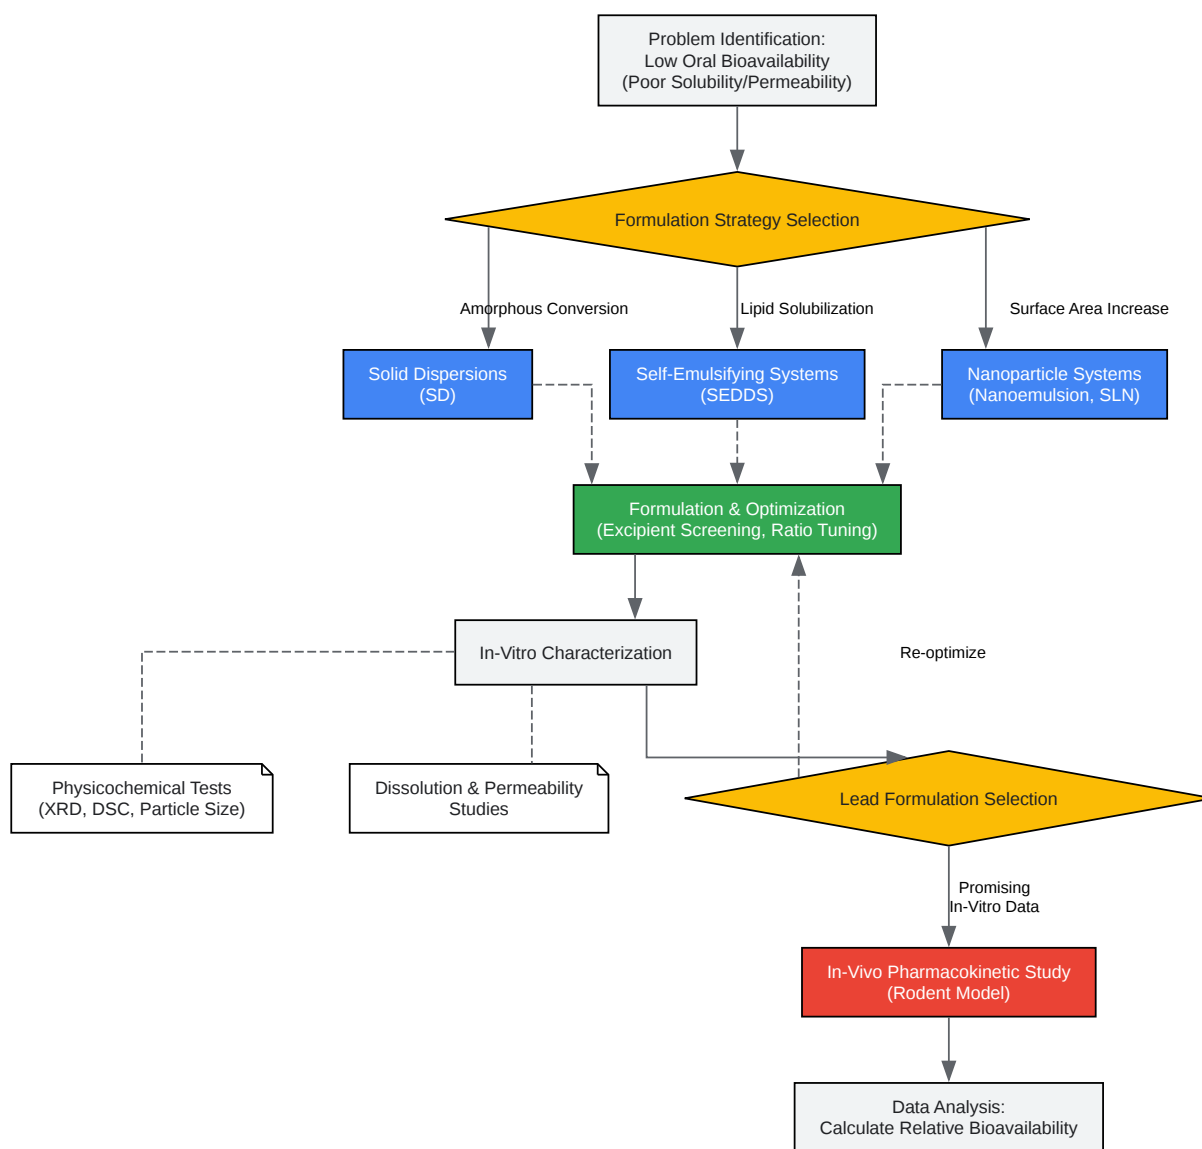 Problem Identification:
Low Oral Bioavailability
(Poor Solubility/Permeability)
Formulation Strategy Selection
Amorphous Conversion
Lipid Solubilization
Surface Area Increase
Solid Dispersions
(SD)
Self-Emulsifying Systems
(SEDDS)
Nanoparticle Systems
(Nanoemulsion, SLN)
Formulation & Optimization
(Excipient Screening, Ratio Tuning)
In-Vitro Characterization
Re-optimize
Physicochemical Tests
(XRD, DSC, Particle Size)
Dissolution & Permeability
Studies
Lead Formulation Selection
Promising
In-Vitro Data
In-Vivo Pharmacokinetic Study
(Rodent Model)
Data Analysis:
Calculate Relative Bioavailability